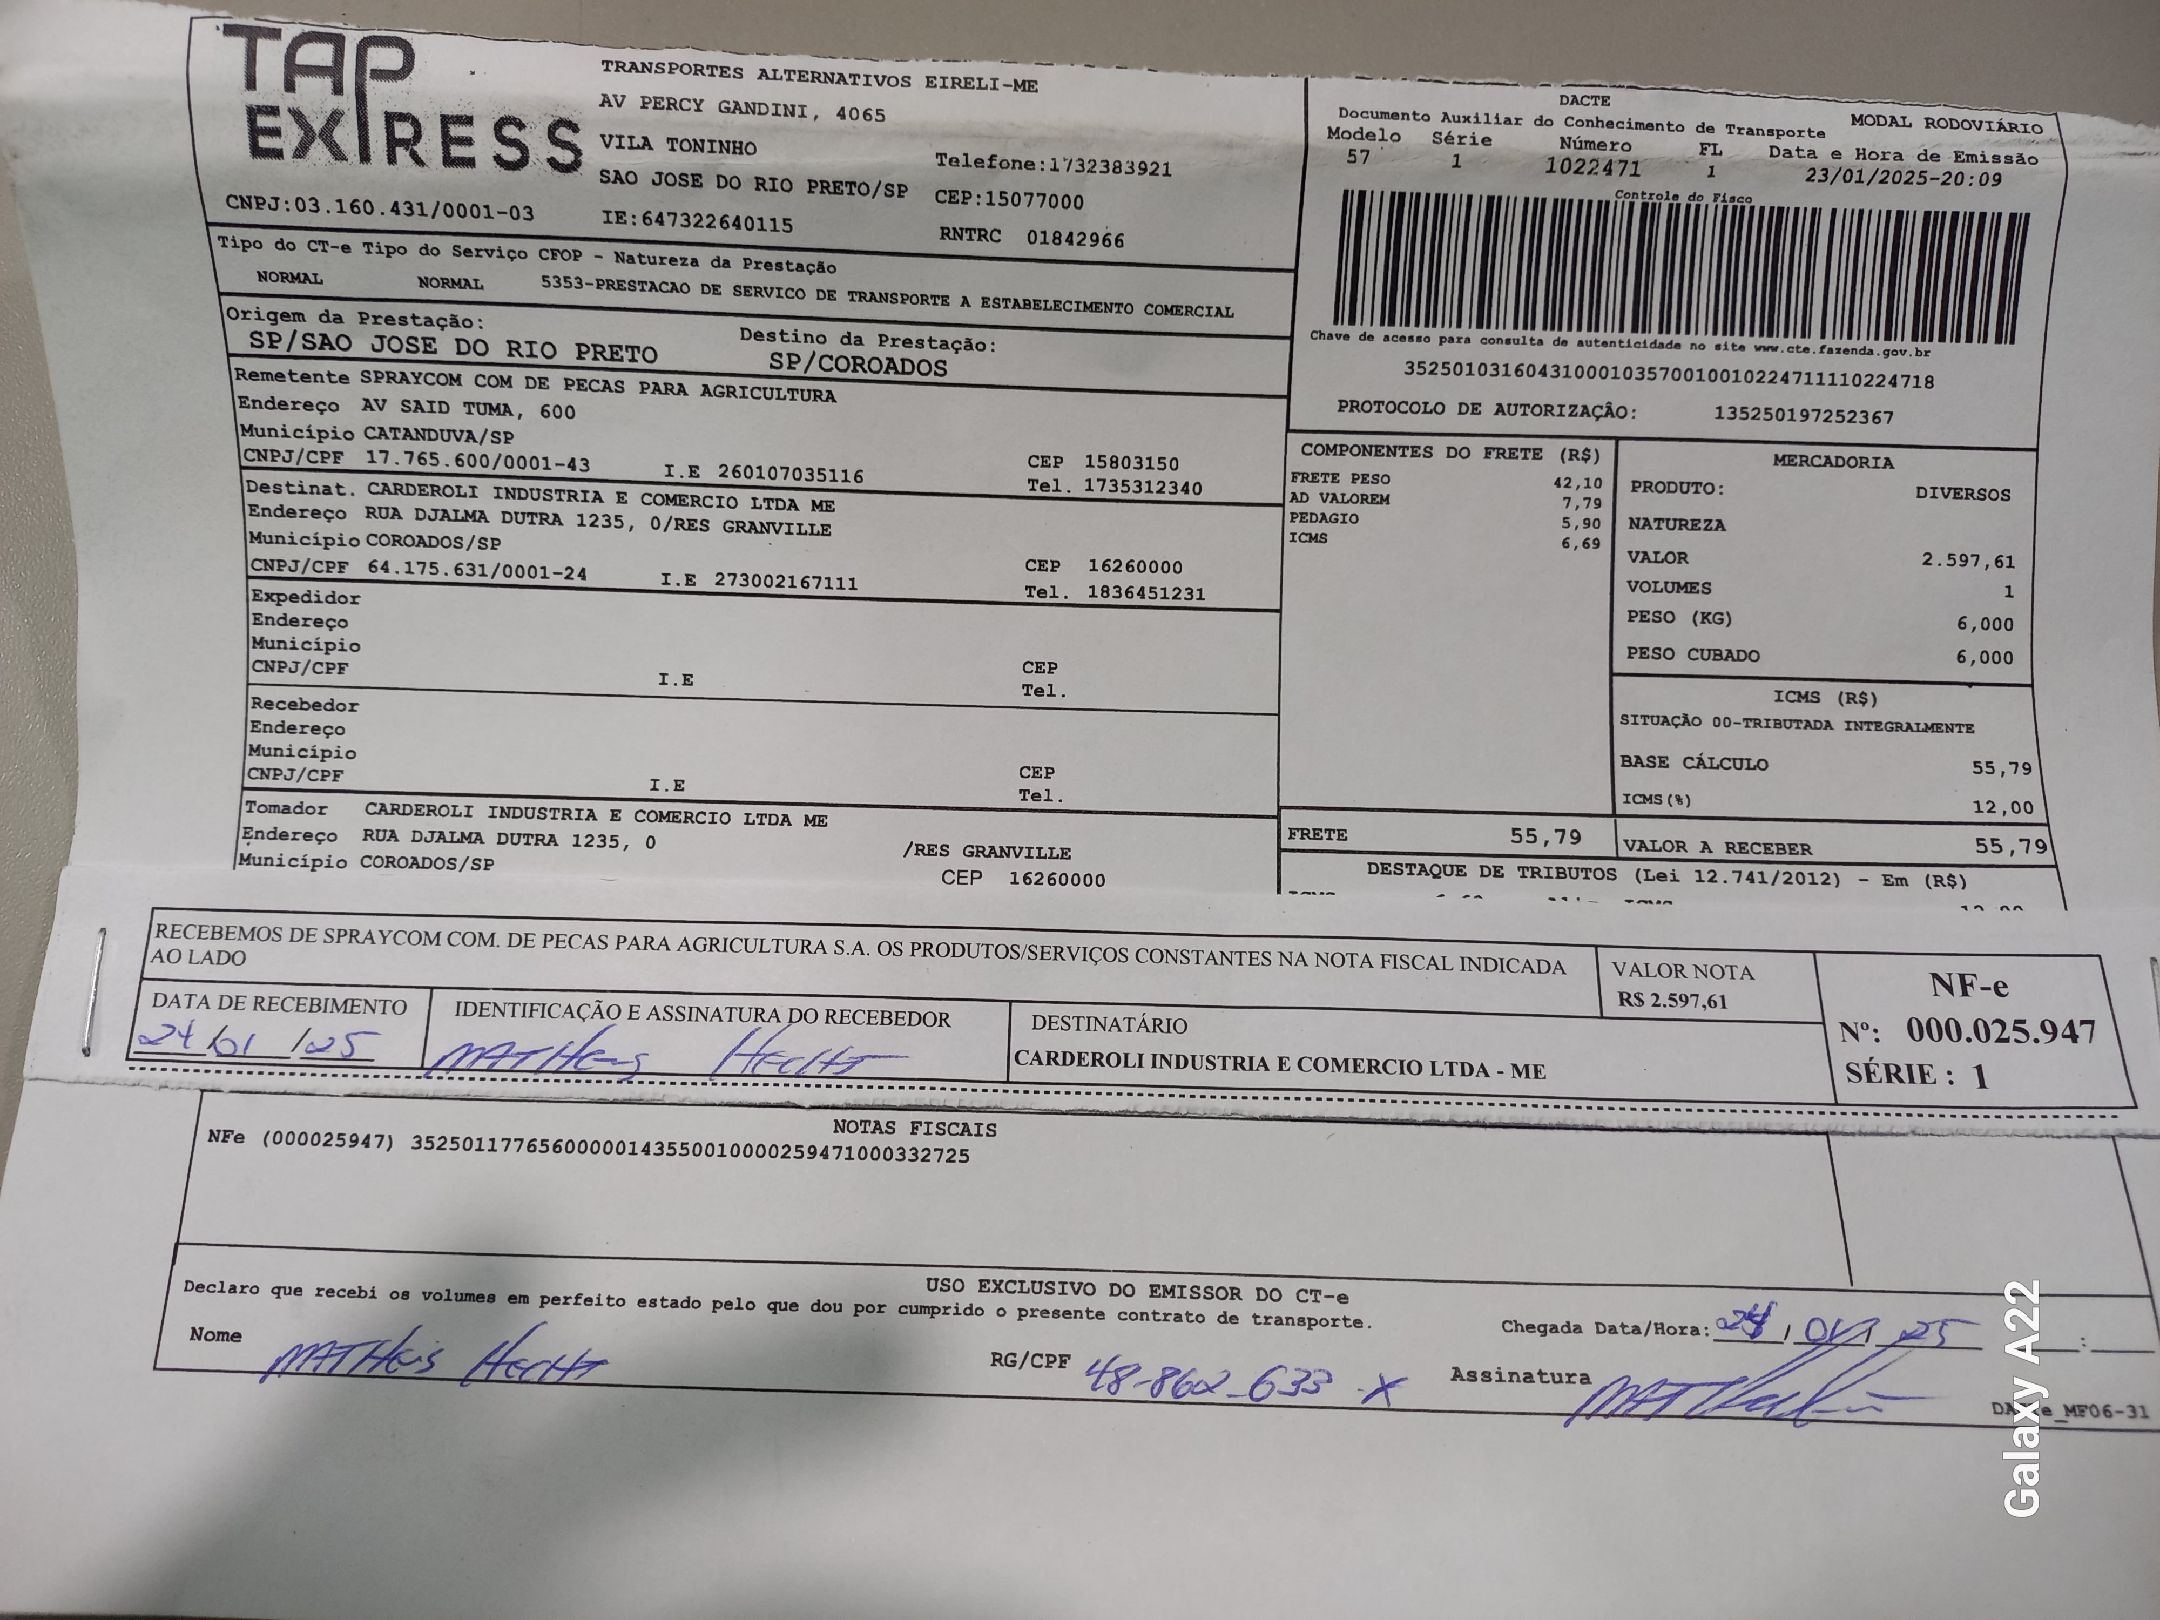 TAP EXPRESS
TRANSPORTES ALTERNATIVOS EIRELI-ME
AV PERCY GANDINI, 4065
VILA TONINHO
Telefone:1732383921
SAO JOSE DO RIO PRETO/SP CEP:15077000
CNPJ:03.160.431/0001-03 IE:647322640115 RNTRC 01842966
DACTE
Documento Auxiliar do Conhecimento de Transporte MODAL RODOVIÁRIO
Modelo Série Número FL Data e Hora de Emissão
57 1 1022471 1 23/01/2025-20:09
Controle do Fisco
Chave de acesso para consulta de autenticidade no site www.cte.fazenda.gov.br
35250103160431000103570010010224711110224718
PROTOCOLO DE AUTORIZAÇÂO: 135250197252367
Tipo do CT-e Tipo do Serviço CFOP - Natureza da Prestação
NORMAL NORMAL 5353-PRESTACAO DE SERVICO DE TRANSPORTE A ESTABELECIMENTO COMERCIAL
Origem da Prestação: Destino da Prestação:
SP/SAO JOSE DO RIO PRETO SP/COROADOS
Remetente SPRAYCOM COM DE PECAS PARA AGRICULTURA
Endereço AV SAID TUMA, 600
Município CATANDUVA/SP CEP 15803150
CNPJ/CPF 17.765.600/0001-43 I.E 260107035116 Tel. 1735312340
Destinat. CARDEROLI INDUSTRIA E COMERCIO LTDA ME
Endereço RUA DJALMA DUTRA 1235, 0/RES GRANVILLE
Município COROADOS/SP CEP 16260000
CNPJ/CPF 64.175.631/0001-24 I.E 273002167111 Tel. 1836451231
Expedidor
Endereço
Município CEP
CNPJ/CPF I.E Tel.
Recebedor
Endereço
Município CEP
CNPJ/CPF I.E Tel.
Tomador CARDEROLI INDUSTRIA E COMERCIO LTDA ME
Endereço RUA DJALMA DUTRA 1235, 0 /RES GRANVILLE
Município COROADOS/SP CEP 16260000
COMPONENTES DO FRETE (R$)
FRETE PESO 42,10
AD VALOREM 7,79
PEDAGIO 5,90
ICMS 6,69
FRETE 55,79
MERCADORIA
PRODUTO: DIVERSOS
NATUREZA
VALOR 2.597,61
VOLUMES 1
PESO (KG) 6,000
PESO CUBADO 6,000
ICMS (R$)
SITUAÇÃO 00-TRIBUTADA INTEGRALMENTE
BASE CÁLCULO 55,79
ICMS(%) 12,00
VALOR A RECEBER 55,79
DESTAQUE DE TRIBUTOS (Lei 12.741/2012) - Em (R$)
RECEBEMOS DE SPRAYCOM COM. DE PECAS PARA AGRICULTURA S.A. OS PRODUTOS/SERVIÇOS CONSTANTES NA NOTA FISCAL INDICADA
AO LADO
VALOR NOTA
R$ 2.597,61
NF-e
Nº: 000.025.947
SÉRIE : 1
DATA DE RECEBIMENTO
24/01/25
IDENTIFICAÇÃO E ASSINATURA DO RECEBEDOR
MATHEUS HECHT
DESTINATÁRIO
CARDEROLI INDUSTRIA E COMERCIO LTDA - ME
NOTAS FISCAIS
NFe (000025947) 35250117765600000143550010000259471000332725
USO EXCLUSIVO DO EMISSOR DO CT-e
Declaro que recebi os volumes em perfeito estado pelo que dou por cumprido o presente contrato de transporte.
Chegada Data/Hora: 24/01/25 :
Nome MATHEUS HECHT RG/CPF 48-862-633-X Assinatura
MF06-31
Galaxy A22